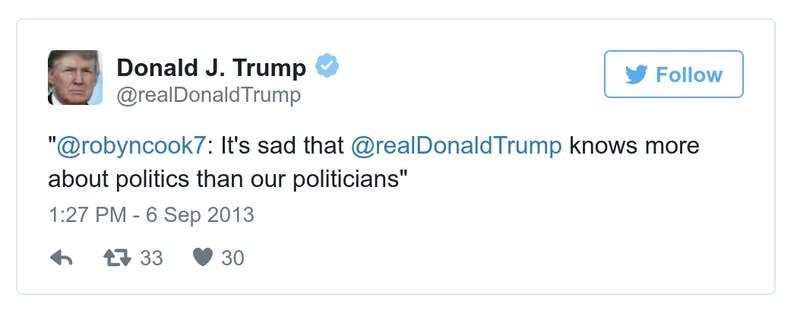 Donald J. Trump
@realDonaldTrump
Follow
"@robyncook7: It's sad that @realDonaldTrump knows more
about politics than our politicians"
1:27 PM - 6 Sep 2013
33 30